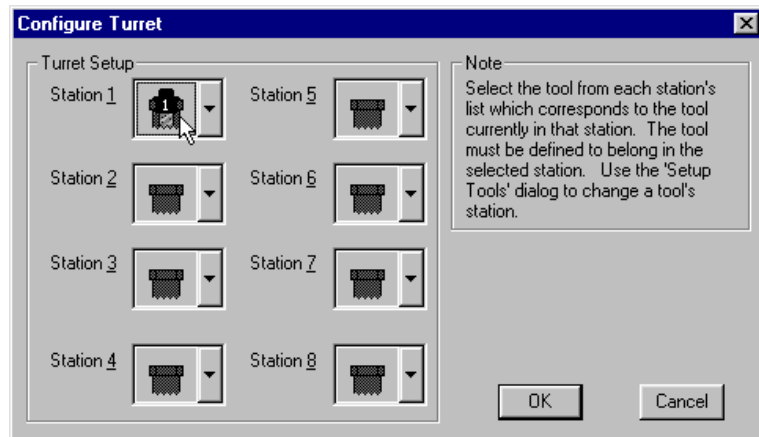 Configure Turret
Turret Setup
Station 1
1
Station 5
Station 2
Station 6
Station 3
Station 7
Station 4
Station 8
Note
Select the tool from each station's
list which corresponds to the tool
currently in that station. The tool
must be defined to belong in the
selected station. Use the 'Setup
Tools' dialog to change a tool's
station.
OK
Cancel